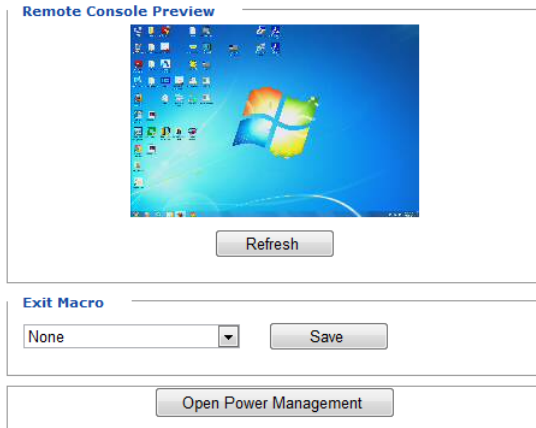 Remote Console Preview
Refresh
Exit Macro
None
Save
Open Power Management